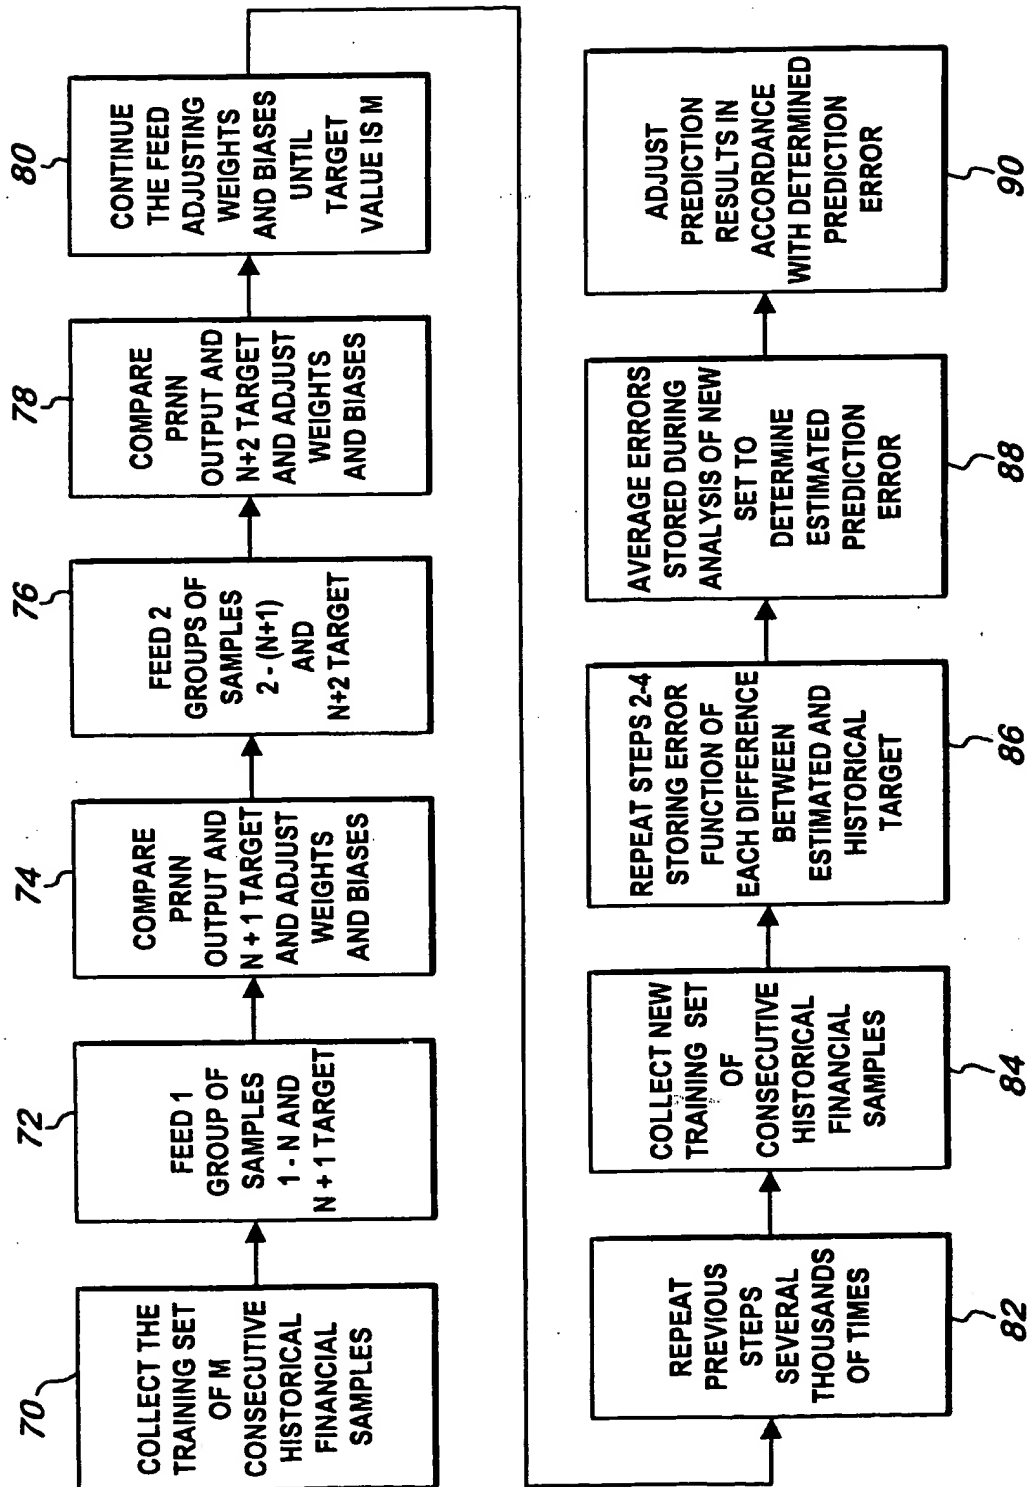 70
COLLECT THE
TRAINING SET
OF M
CONSECUTIVE
HISTORICAL
FINANCIAL
SAMPLES
72
FEED 1
GROUP OF
SAMPLES
1 - N AND
N + 1 TARGET
74
COMPARE
PRNN
OUTPUT AND
N + 1 TARGET
AND ADJUST
WEIGHTS
AND BIASES
76
FEED 2
GROUPS OF
SAMPLES
2 - (N+1)
AND
N+2 TARGET
78
COMPARE
PRNN
OUTPUT AND
N+2 TARGET
AND ADJUST
WEIGHTS
AND BIASES
80
CONTINUE
THE FEED
ADJUSTING
WEIGHTS
AND BIASES
UNTIL
TARGET
VALUE IS M
REPEAT
PREVIOUS
STEPS
SEVERAL
THOUSANDS
OF TIMES
82
COLLECT NEW
TRAINING SET
OF
CONSECUTIVE
HISTORICAL
FINANCIAL
SAMPLES
84
REPEAT STEPS 2-4
STORING ERROR
FUNCTION OF
EACH DIFFERENCE
BETWEEN
ESTIMATED AND
HISTORICAL
TARGET
86
AVERAGE ERRORS
STORED DURING
ANALYSIS OF NEW
SET TO
DETERMINE
ESTIMATED
PREDICTION
ERROR
88
ADJUST
PREDICTION
RESULTS IN
ACCORDANCE
WITH DETERMINED
PREDICTION
ERROR
90